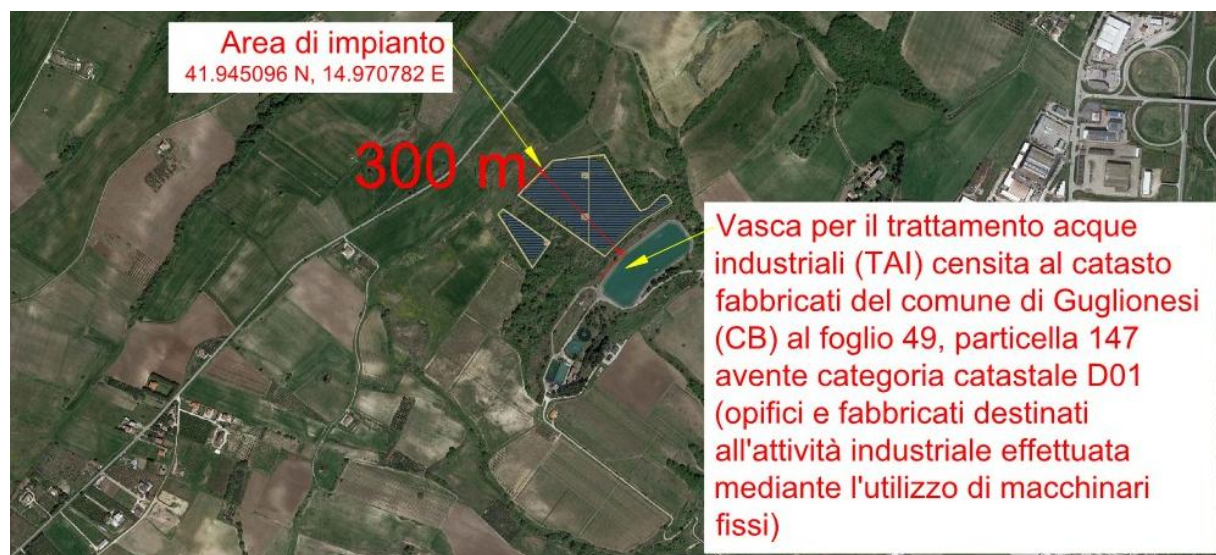 Area di impianto
41.945096 N, 14.970782 E
300 m
Vasca per il trattamento acque
industriali (TAI) censita al catasto
fabbricati del comune di Guglionesi
(CB) al foglio 49, particella 147
avente categoria catastale D01
(opifici e fabbricati destinati
all'attività industriale effettuata
mediante l'utilizzo di macchinari
fissi)